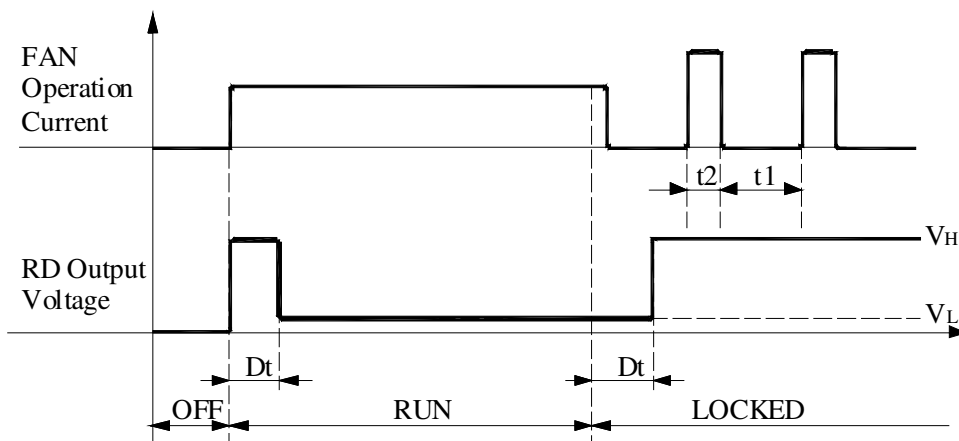 FAN
Operation
Current
t2 t1
VH
RD Output
Voltage
VL
Dt Dt
OFF RUN LOCKED